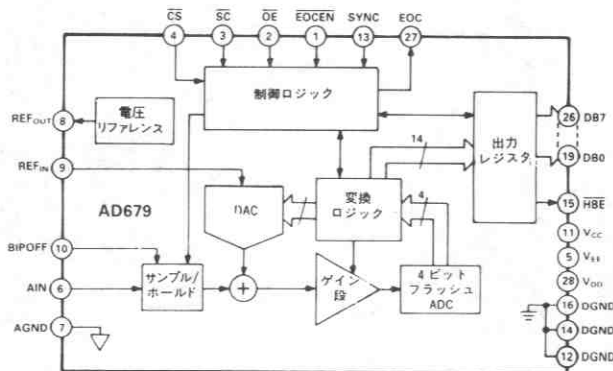 CS SC OE EOCEN SYNC EOC
4 3 2 1 13 27
制御ロジック
電圧
リファレンス
REFOUT 8
REFIN 9
AD679
DAC
変換
ロジック
14
4
出力
レジスタ
26 DB7
19 DB0
15 HBE
11 VCC
5 VEE
28 VDD
16 DGND
14 DGND
12 DGND
BIPOFF 10
AIN 6
AGND 7
サンプル/
ホールド
+
ゲイン
段
4ビット
フラッシュ
ADC